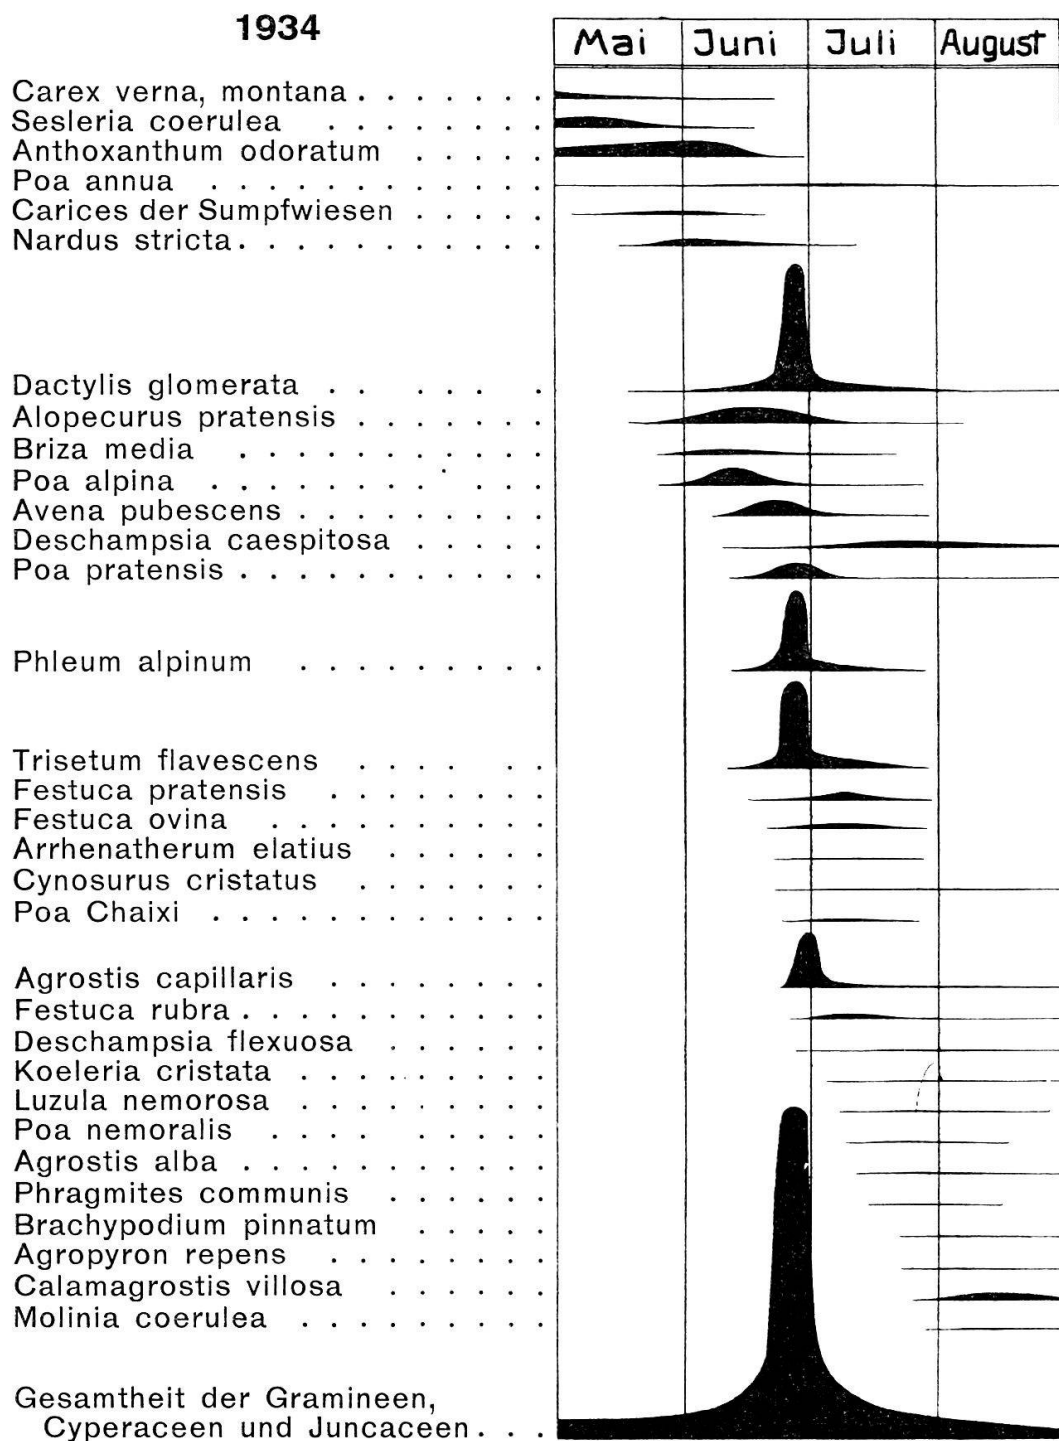 1934
Mai Juni Juli August
Carex verna, montana . . . . . . .
Sesleria coerulea . . . . . . . .
Anthoxanthum odoratum . . . . .
Poa annua . . . . . . . . . . . .
Carices der Sumpfwiesen . . . . .
Nardus stricta . . . . . . . . . . .
Dactylis glomerata . . . . . .
Alopecurus pratensis . . . . . . .
Briza media . . . . . . . . . . .
Poa alpina . . . . . . . . . . . .
Avena pubescens . . . . . . . . .
Deschampsia caespitosa . . . . .
Poa pratensis . . . . . . . . . . .
Phleum alpinum . . . . . . . . .
Trisetum flavescens . . . . . .
Festuca pratensis . . . . . . . .
Festuca ovina . . . . . . . . . .
Arrhenatherum elatius . . . . . .
Cynosurus cristatus . . . . . . .
Poa Chaixi . . . . . . . . . . . .
Agrostis capillaris . . . . . . . .
Festuca rubra . . . . . . . . . . .
Deschampsia flexuosa . . . . . .
Koeleria cristata . . . . . . . . .
Luzula nemorosa . . . . . . . . .
Poa nemoralis . . . . . . . . .
Agrostis alba . . . . . . . . . . .
Phragmites communis . . . . . .
Brachypodium pinnatum . . . . .
Agropyron repens . . . . . . .
Calamagrostis villosa . . . . . .
Molinia coerulea . . . . . . . . .
Gesamtheit der Gramineen,
Cyperaceen und Juncaceen . . .